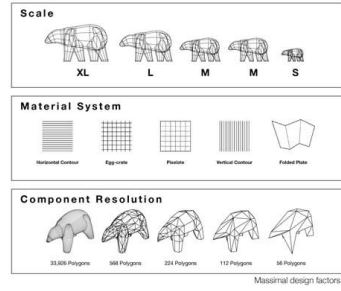 Scale
XL L M M S
Material System
Horizontal Contour Egg-crate Pixelate Vertical Contour Folded Plate
Component Resolution
33,926 Polygons 568 Polygons 224 Polygons 112 Polygons 56 Polygons
Massimal design factors